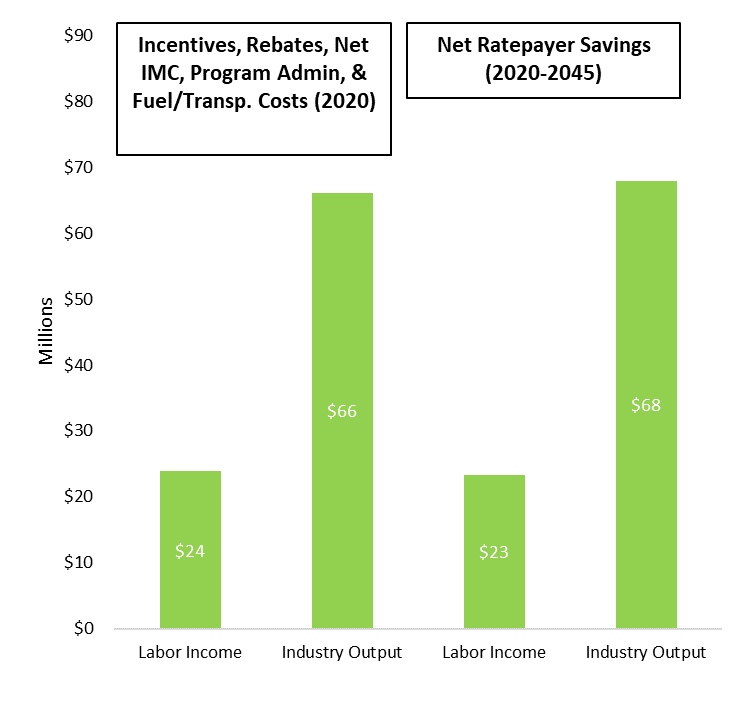 Incentives, Rebates, Net
IMC, Program Admin, &
Fuel/Transp. Costs (2020)
Net Ratepayer Savings
(2020-2045)
$90
$80
$70
$60
$50
$40
$30
$20
$10
$0
Millions
$24
$66
$23
$68
Labor Income
Industry Output
Labor Income
Industry Output